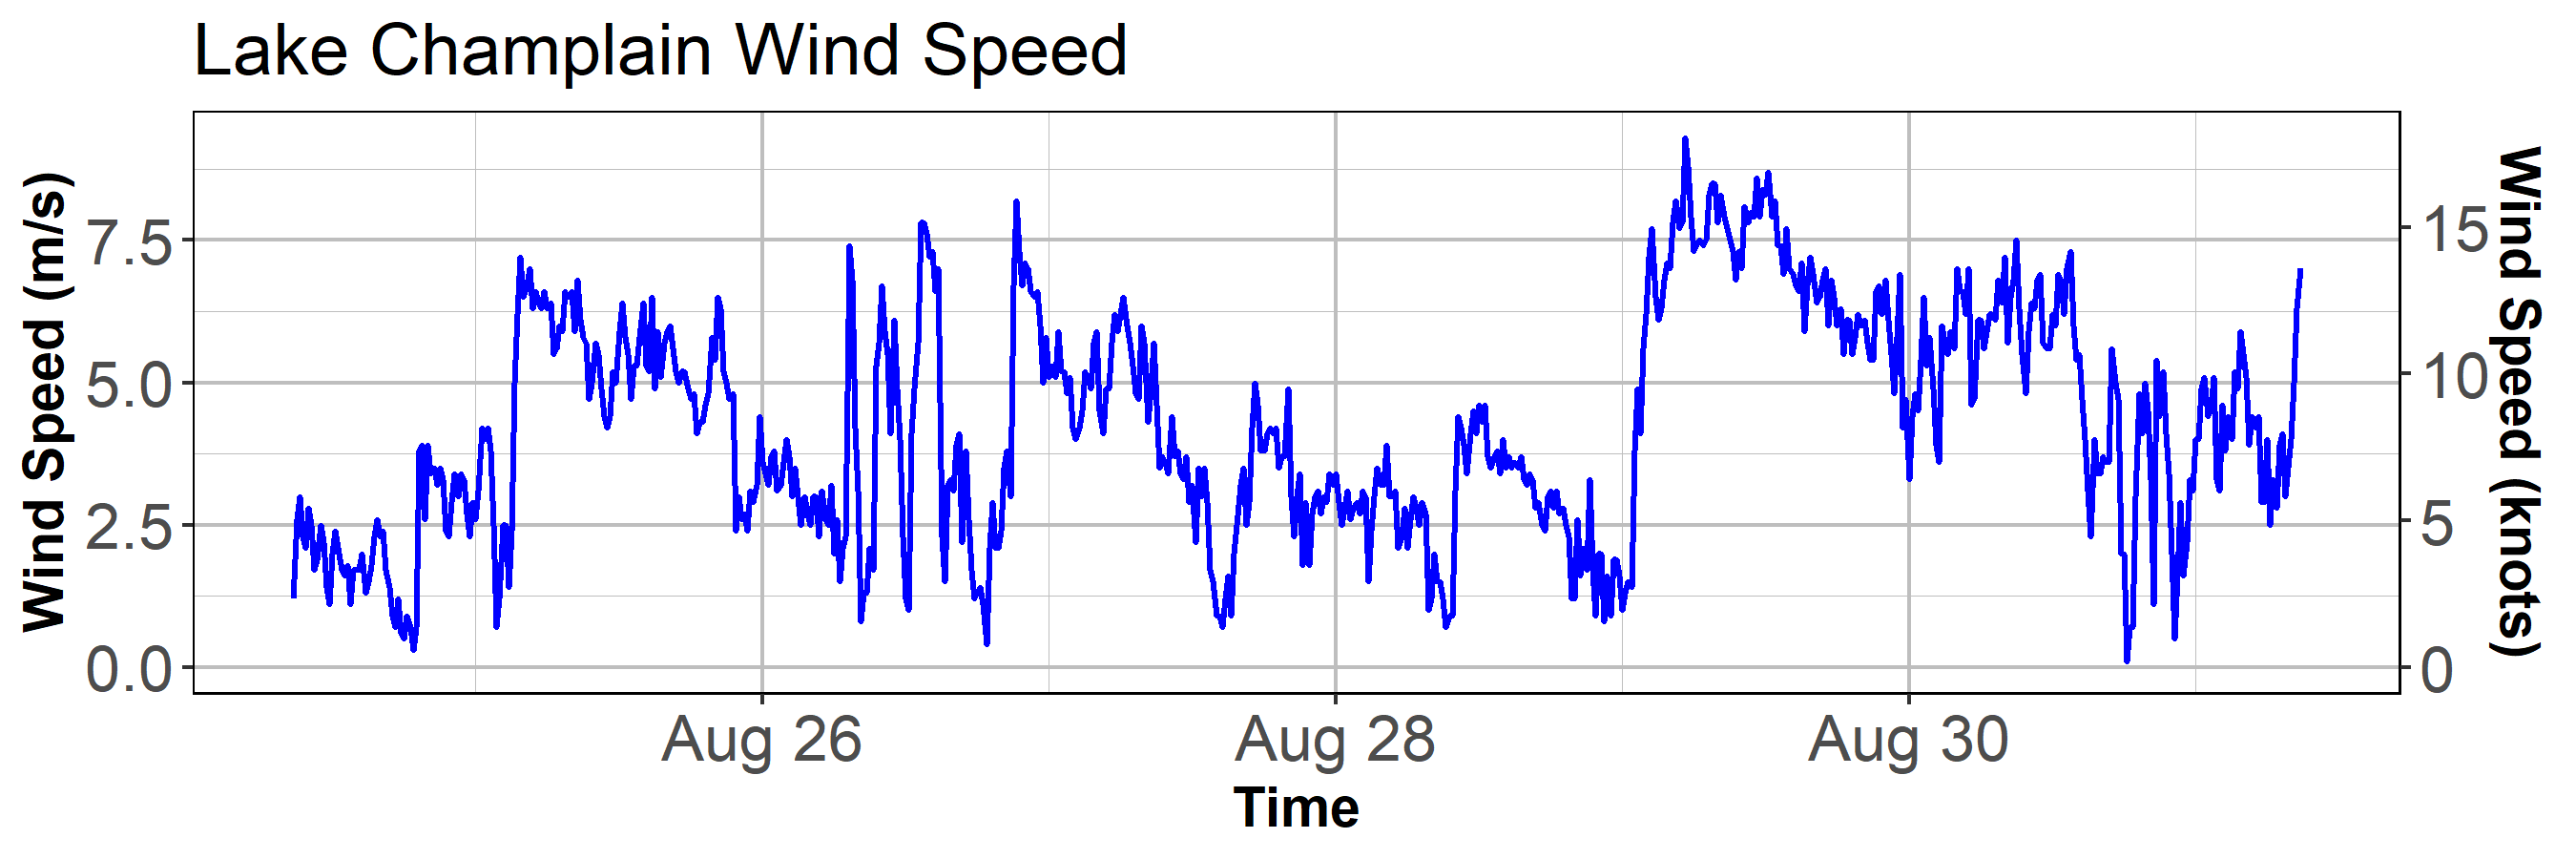 Lake Champlain Wind Speed
Wind Speed (m/s)
7.5
5.0
2.5
0.0
15
10
5
0
Wind Speed (knots)
Aug 26 Aug 28 Aug 30
Time